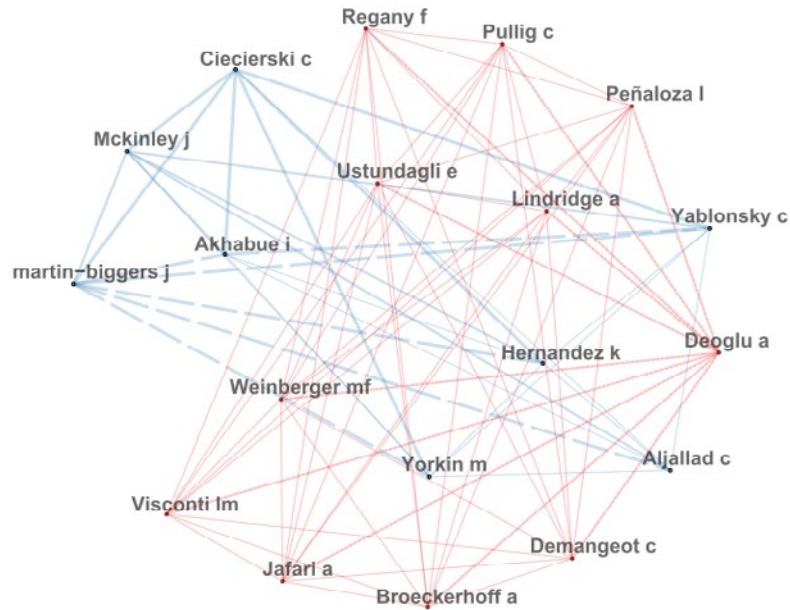 Regany f
Pullig c
Ciecierski c
Peñaloza l
Mckinley j
Ustundagli e
Lindridge a
Yablonsky c
Akhabue i
martin-biggers j
Deoglu a
Hernandez k
Weinberger mf
Yorkin m
Aljallad c
Visconti lm
Demangeot c
Jafari a
Broeckerhoff a